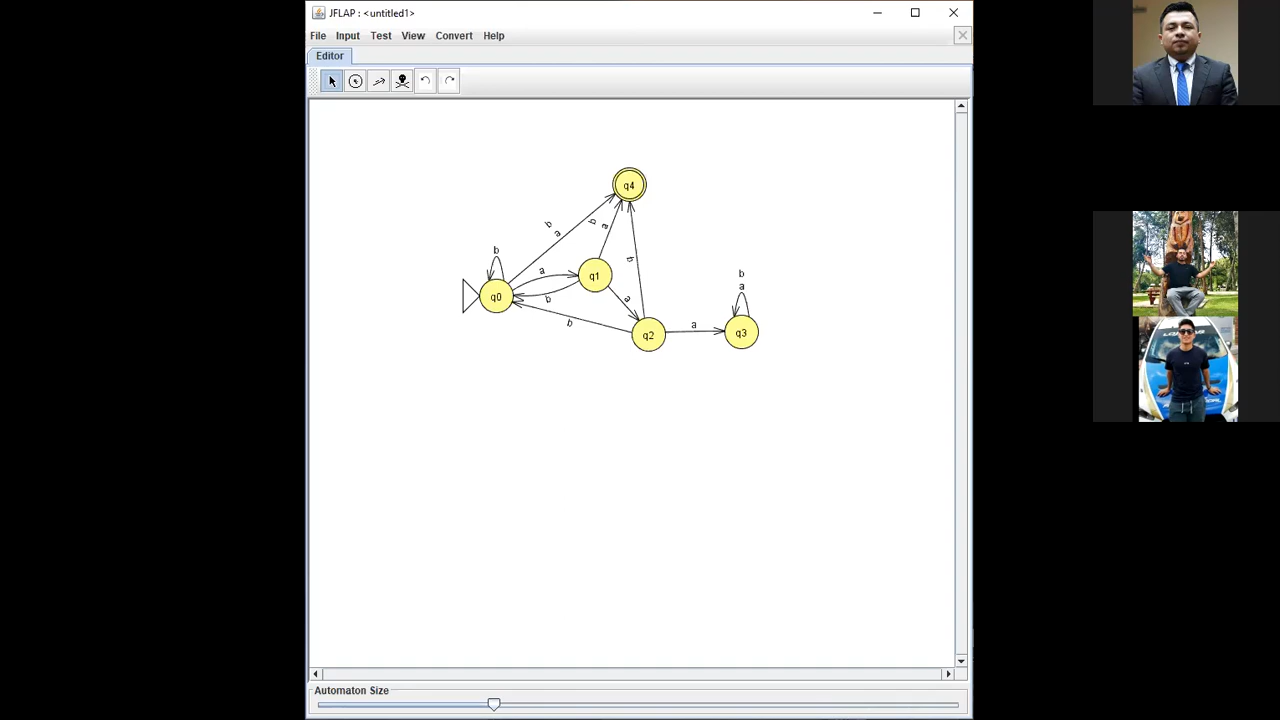 JFLAP : <untitled1>
File Input Test View Convert Help
Editor
q4
b
a
b
a
b
a
b
q0
a
b
q1
a
b
q2
a
b
a
q3
Automaton Size